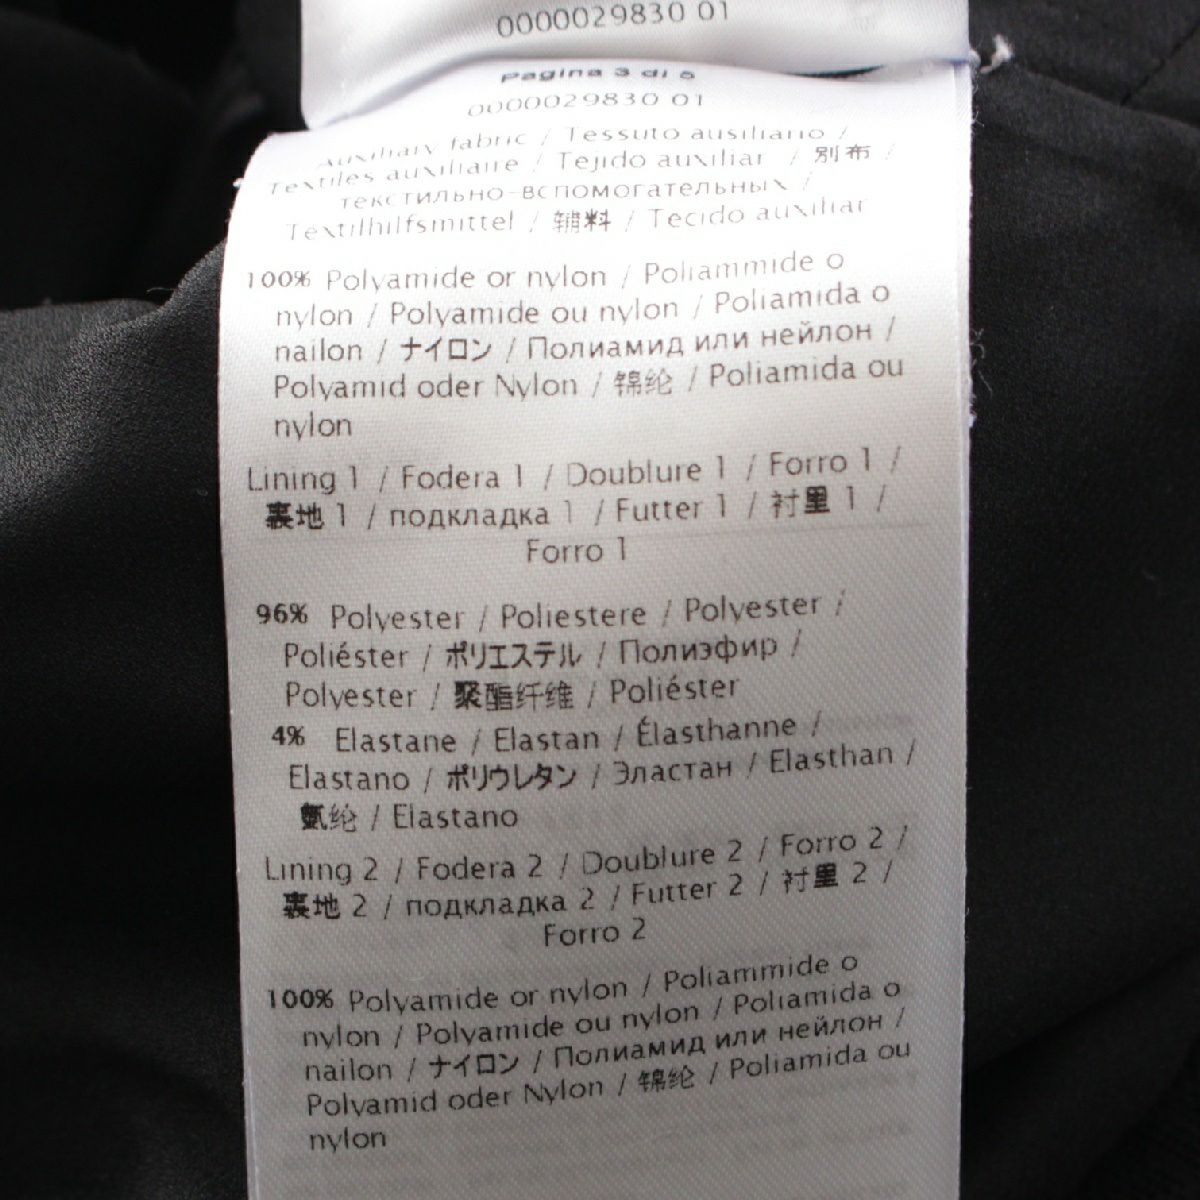 0000029830 01
Pagina 3 di 6
0000029830 01
Auxiliary fabric / Tessuto ausiliario /
Textiles auxiliaire / Tejido auxiliar / 別布 /
текстильно-вспомогательных /
Textilhilfsmittel / 辅料 / Tecido auxiliar
100% Polyamide or nylon / Poliammide o
nylon / Polyamide ou nylon / Poliamida o
nailon / ナイロン / Полиамид или нейлон /
Polyamid oder Nylon / 锦纶 / Poliamida ou
nylon
Lining 1 / Fodera 1 / Doublure 1 / Forro 1 /
裏地 1 / подкладка 1 / Futter 1 / 衬里 1 /
Forro 1
96% Polyester / Poliestere / Polyester /
Poliéster / ポリエステル / Полиэфир /
Polyester / 聚酯纤维 / Poliéster
4% Elastane / Elastan / Élasthanne /
Elastano / ポリウレタン / Эластан / Elasthan /
氨纶 / Elastano
Lining 2 / Fodera 2 / Doublure 2 / Forro 2 /
裏地 2 / подкладка 2 / Futter 2 / 衬里 2 /
Forro 2
100% Polyamide or nylon / Poliammide o
nylon / Polyamide ou nylon / Poliamida o
nailon / ナイロン / Полиамид или нейлон /
Polyamid oder Nylon / 锦纶 / Poliamida ou
nylon